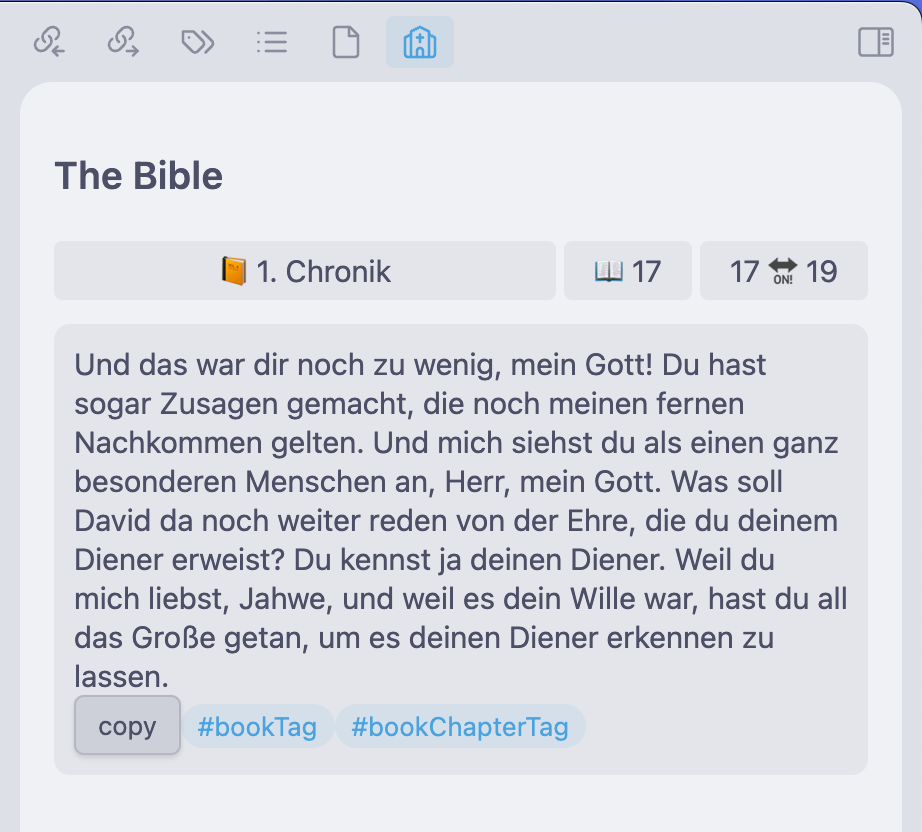 The Bible
📙 1. Chronik
📖 17
17 🔛 19
Und das war dir noch zu wenig, mein Gott! Du hast
sogar Zusagen gemacht, die noch meinen fernen
Nachkommen gelten. Und mich siehst du als einen ganz
besonderen Menschen an, Herr, mein Gott. Was soll
David da noch weiter reden von der Ehre, die du deinem
Diener erweist? Du kennst ja deinen Diener. Weil du
mich liebst, Jahwe, und weil es dein Wille war, hast du all
das Große getan, um es deinen Diener erkennen zu
lassen.
copy #bookTag #bookChapterTag